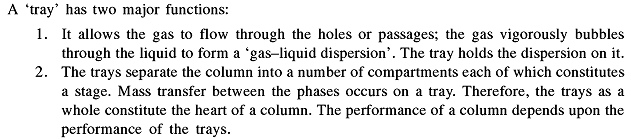 A ‘tray’ has two major functions:
1. It allows the gas to flow through the holes or passages; the gas vigorously bubbles
through the liquid to form a ‘gas–liquid dispersion’. The tray holds the dispersion on it.
2. The trays separate the column into a number of compartments each of which constitutes
a stage. Mass transfer between the phases occurs on a tray. Therefore, the trays as a
whole constitute the heart of a column. The performance of a column depends upon the
performance of the trays.